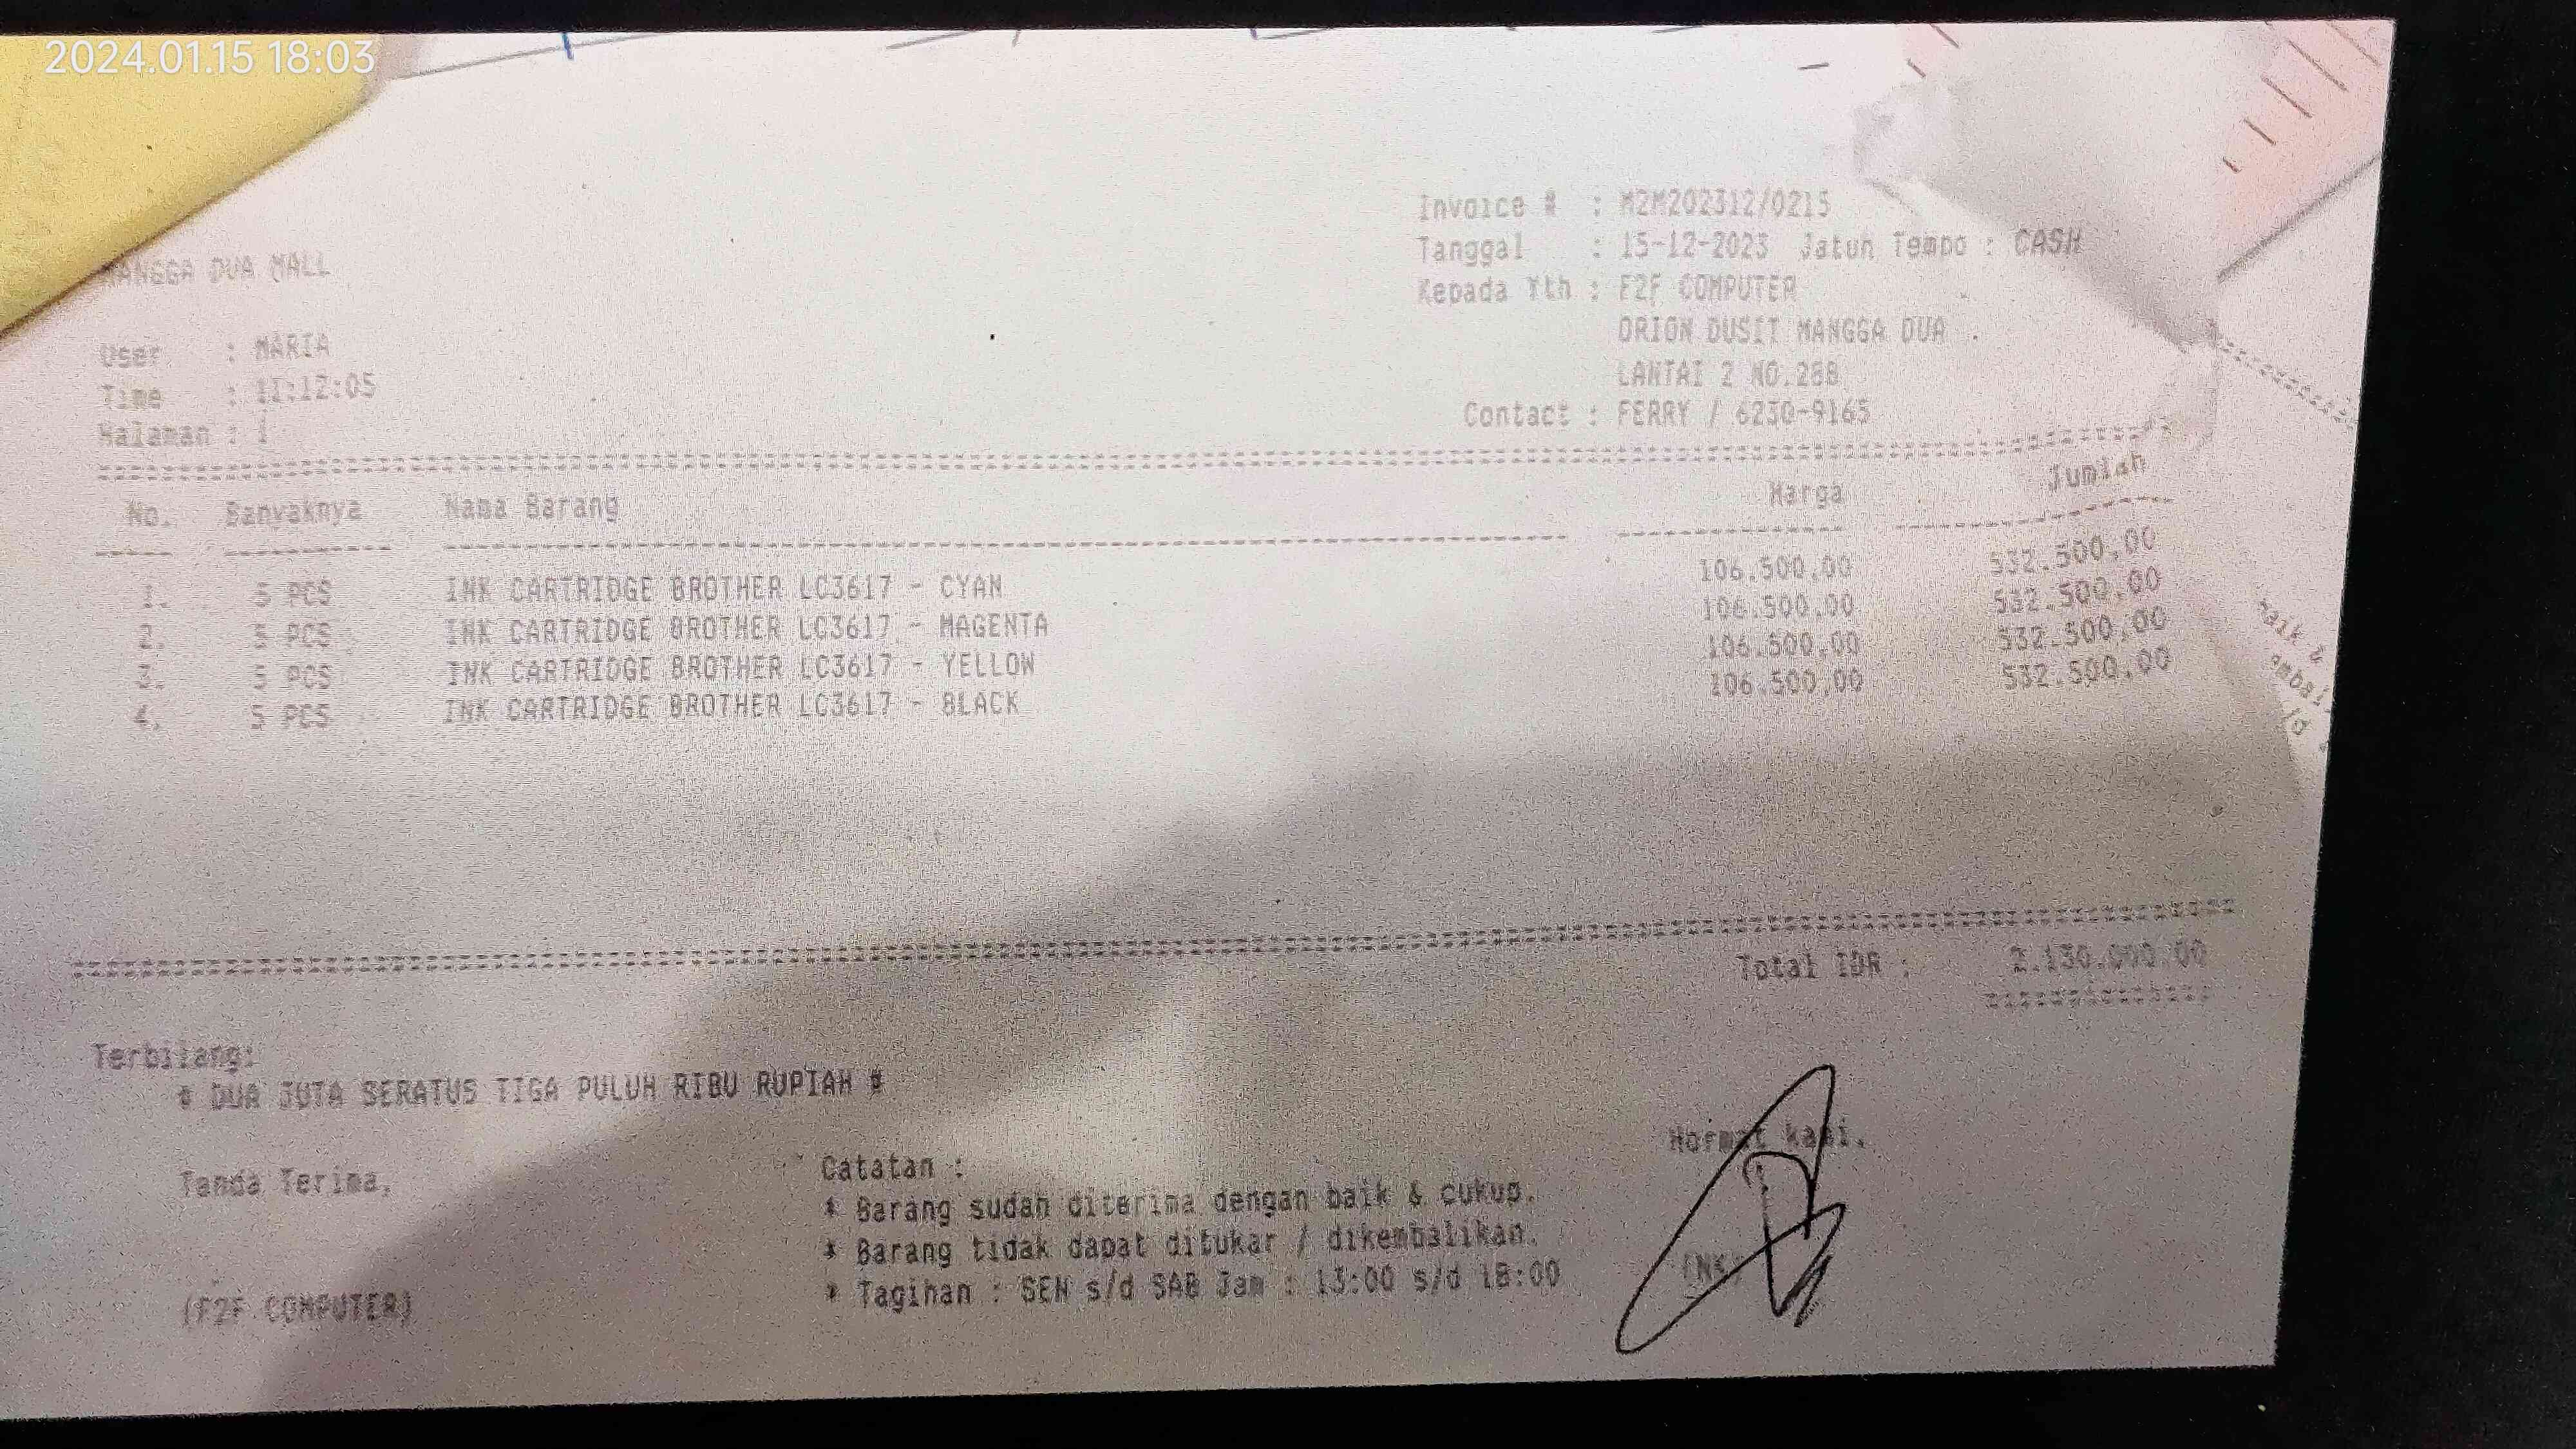 2024.01.15 18:03
Invoice # : M2M202312/0215
Tanggal : 15-12-2023 Jatuh Tempo : CASH
Kepada Yth : F2F COMPUTER
ORION DUSIT MANGGA DUA
LANTAI 2 NO.288
Contact : FERRY / 6230-9165
MANGGA DUA MALL
User : MARIA
Time : 11:12:05
Halaman : 1
No. Banyaknya Nama Barang Harga Jumlah
1. 5 PCS INK CARTRIDGE BROTHER LC3617 - CYAN 106.500,00 532.500,00
2. 5 PCS INK CARTRIDGE BROTHER LC3617 - MAGENTA 106.500,00 532.500,00
3. 5 PCS INK CARTRIDGE BROTHER LC3617 - YELLOW 106.500,00 532.500,00
4. 5 PCS INK CARTRIDGE BROTHER LC3617 - BLACK 106.500,00 532.500,00
Total IDR : 2.130.000,00
Terbilang:
# DUA JUTA SERATUS TIGA PULUH RIBU RUPIAH #
Tanda Terima,
(F2F COMPUTER)
Catatan :
* Barang sudah diterima dengan baik & cukup.
* Barang tidak dapat ditukar / dikembalikan.
* Tagihan : SEN s/d SAB Jam : 13:00 s/d 18:00
Hormat kami,
baik &